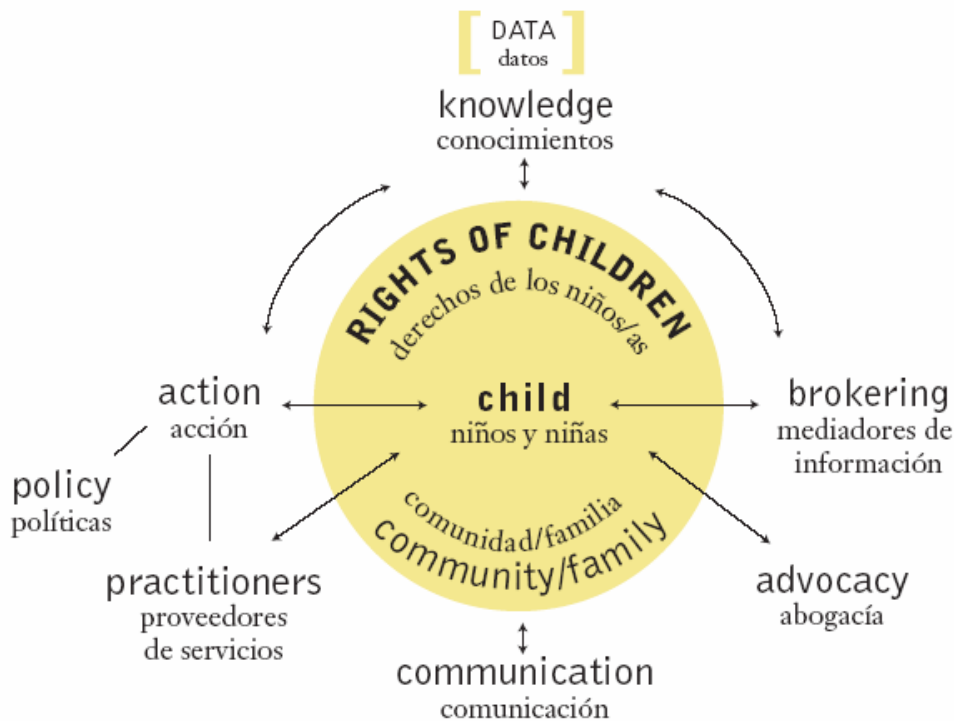 DATA
datos
knowledge
conocimientos
RIGHTS OF CHILDREN
derechos de los niños/as
child
niños y niñas
action
acción
brokering
mediadores de
información
policy
políticas
comunidad/familia
community/family
practitioners
proveedores
de servicios
advocacy
abogacía
communication
comunicación